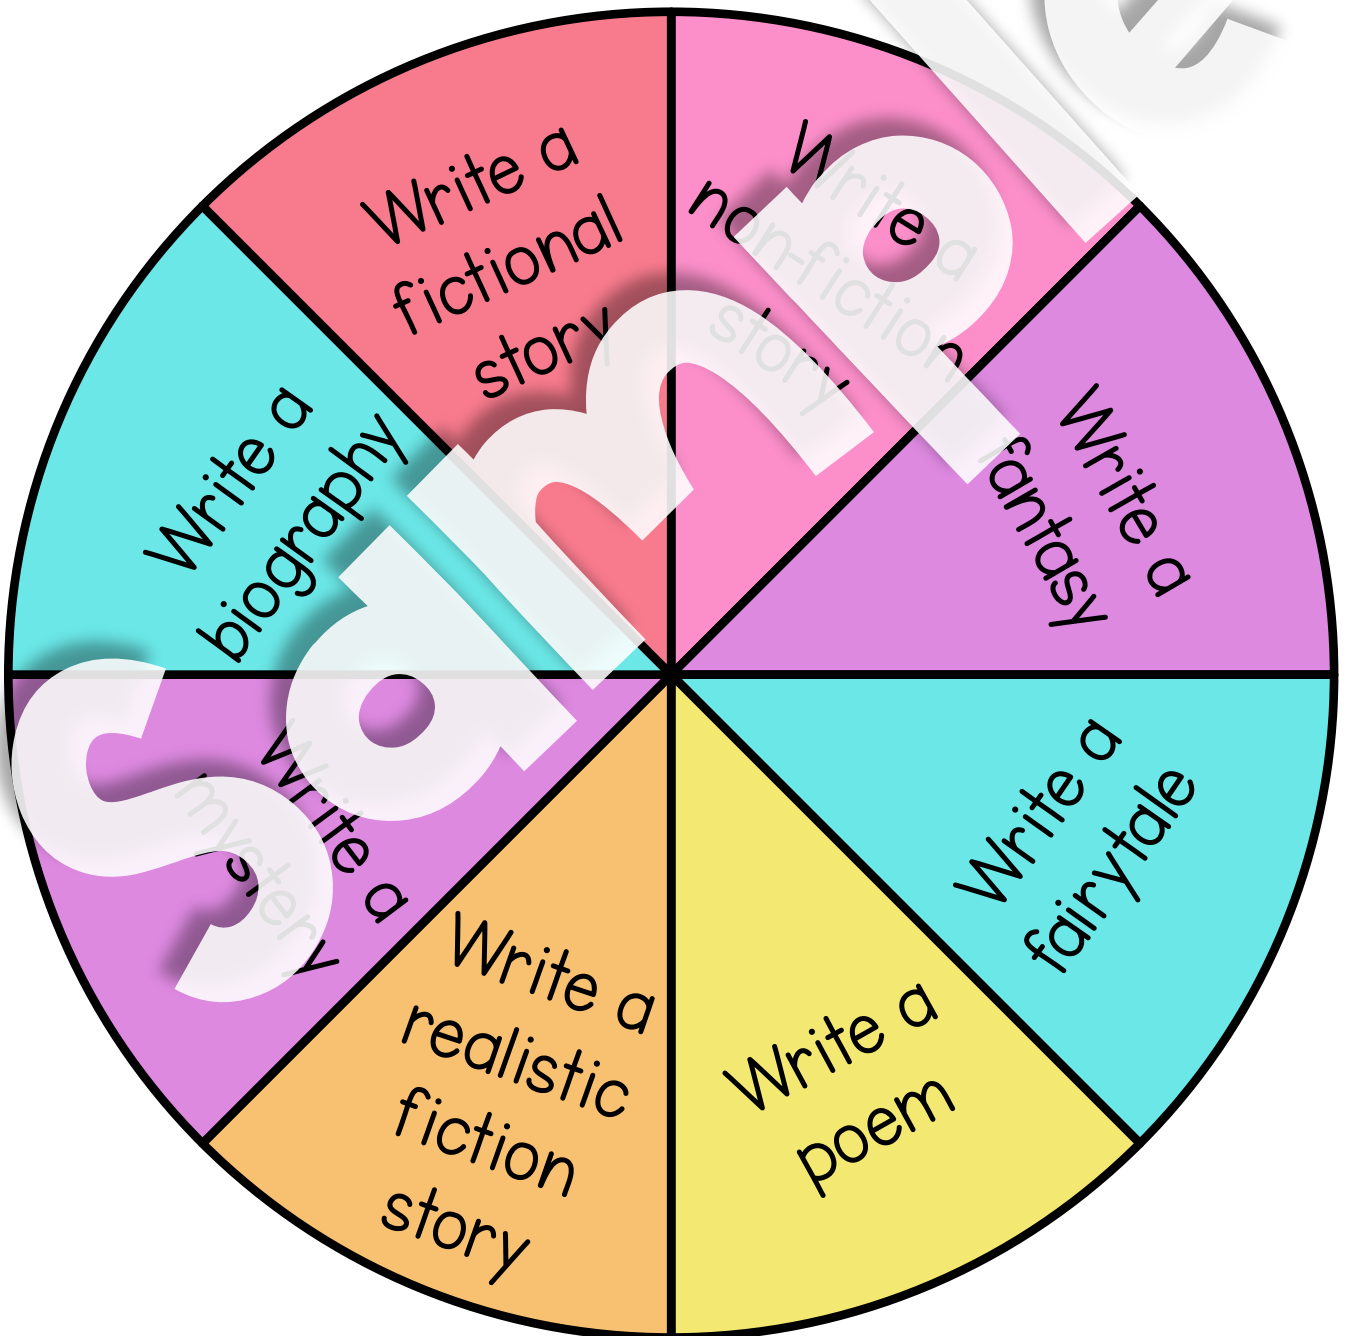 Write a
fictional
story
Write a
non-fiction
story
Write a
fantasy
Write a
fairytale
Write a
poem
Write a
realistic
fiction
story
Write a
mystery
Write a
biography
Sample